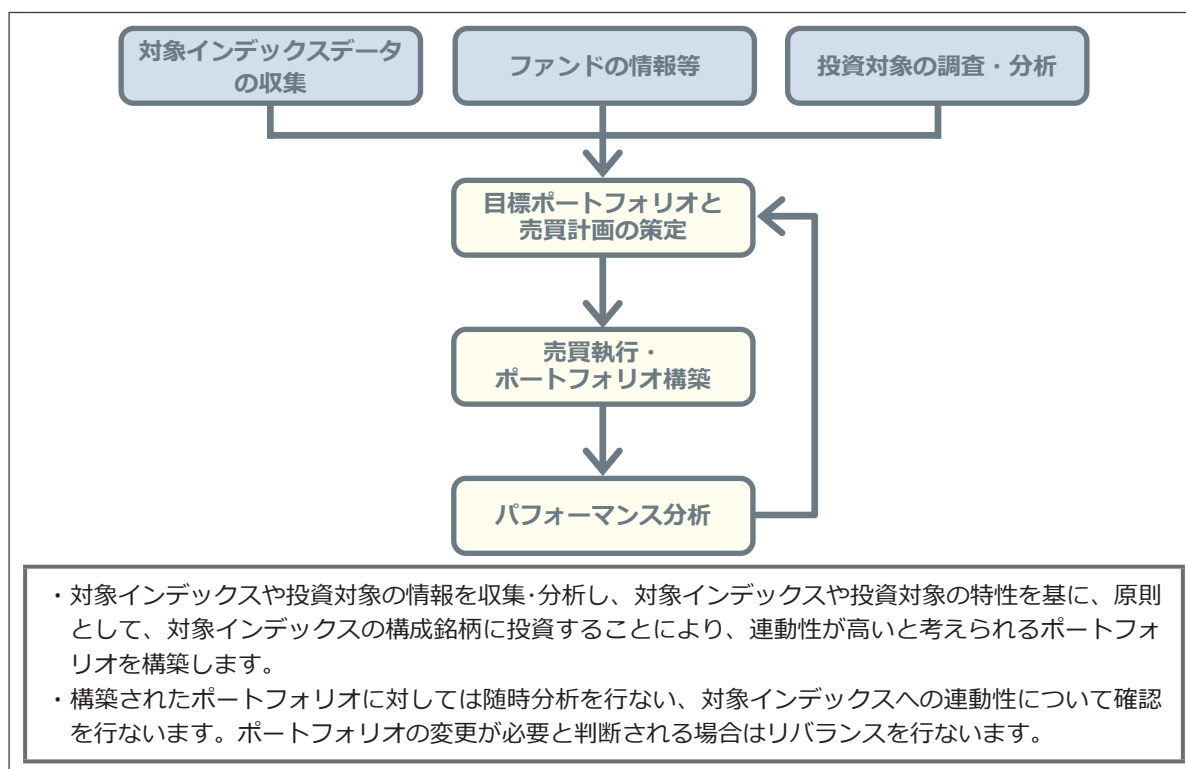 対象インデックスデータ
の収集
ファンドの情報等
投資対象の調査・分析
目標ポートフォリオと
売買計画の策定
売買執行・
ポートフォリオ構築
パフォーマンス分析
・対象インデックスや投資対象の情報を収集･分析し、対象インデックスや投資対象の特性を基に、原則
として、対象インデックスの構成銘柄に投資することにより、連動性が高いと考えられるポートフォ
リオを構築します。
・構築されたポートフォリオに対しては随時分析を行ない、対象インデックスへの連動性について確認
を行ないます。ポートフォリオの変更が必要と判断される場合はリバランスを行ないます。